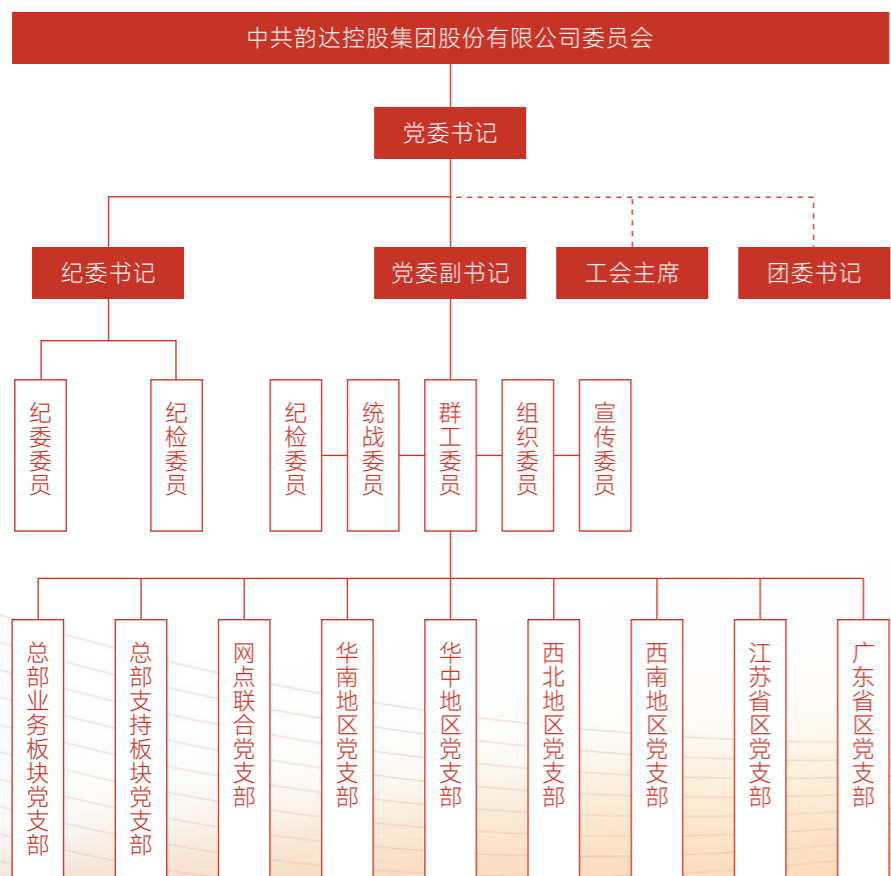 中共韵达控股集团股份有限公司委员会
党委书记
纪委书记
党委副书记
工会主席
团委书记
纪委委员
纪检委员
纪检委员
统战委员
群工委员
组织委员
宣传委员
总部业务板块党支部
总部支持板块党支部
网点联合党支部
华南地区党支部
华中地区党支部
西北地区党支部
西南地区党支部
江苏省区党支部
广东省区党支部